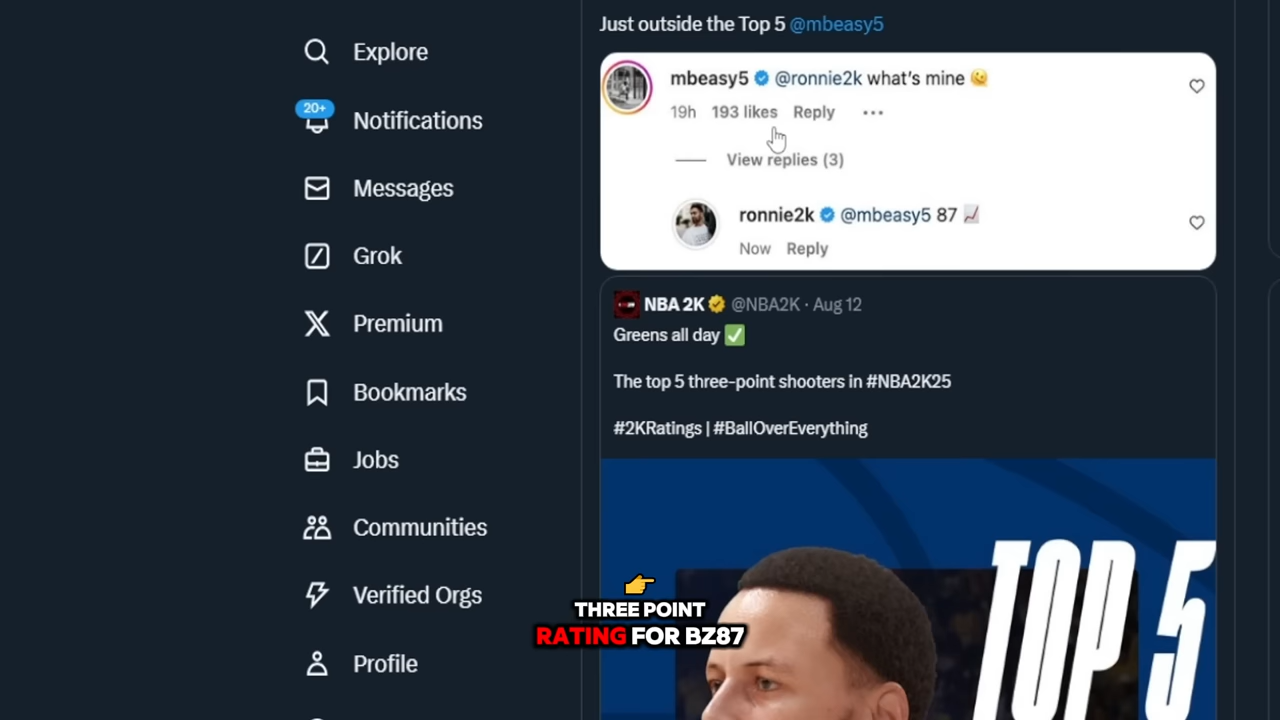 Just outside the Top 5 @mbeasy5
mbeasy5 @ronnie2k what's mine 🫠
19h 193 likes Reply ...
View replies (3)
ronnie2k @mbeasy5 87 📈
Now Reply
NBA 2K @NBA2K · Aug 12
Greens all day ✅
The top 5 three-point shooters in #NBA2K25
#2KRatings | #BallOverEverything
TOP 5
Explore
20+
Notifications
Messages
Grok
Premium
Bookmarks
Jobs
Communities
Verified Orgs
Profile
👉
THREE POINT
RATING FOR BZ87